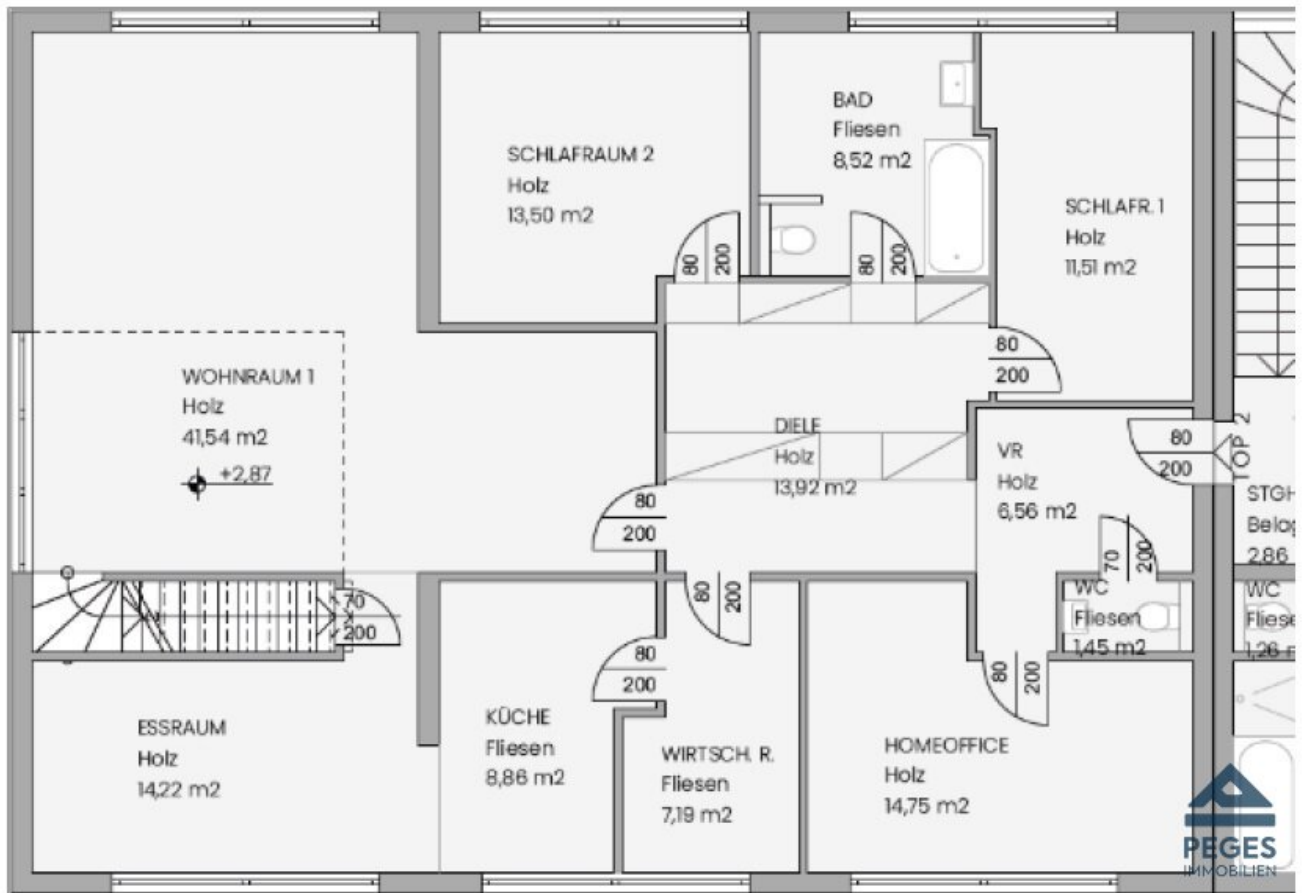 SCHLAFRAUM 2
Holz
13,50 m2
80
200
BAD
Fliesen
8,52 m2
80
200
SCHLAFR. 1
Holz
11,51 m2
80
200
WOHNRAUM 1
Holz
41,54 m2
+2,87
DIELE
Holz
13,92 m2
80
200
VR
Holz
6,56 m2
80
200
TOP 2
70
200
STGH
Belag
2,86
70
200
80
200
80
200
WC
Fliesen
1,45 m2
WC
Fliese
1,26
80
200
ESSRAUM
Holz
14,22 m2
KÜCHE
Fliesen
8,86 m2
WIRTSCH. R.
Fliesen
7,19 m2
HOMEOFFICE
Holz
14,75 m2
PEGES
IMMOBILIEN